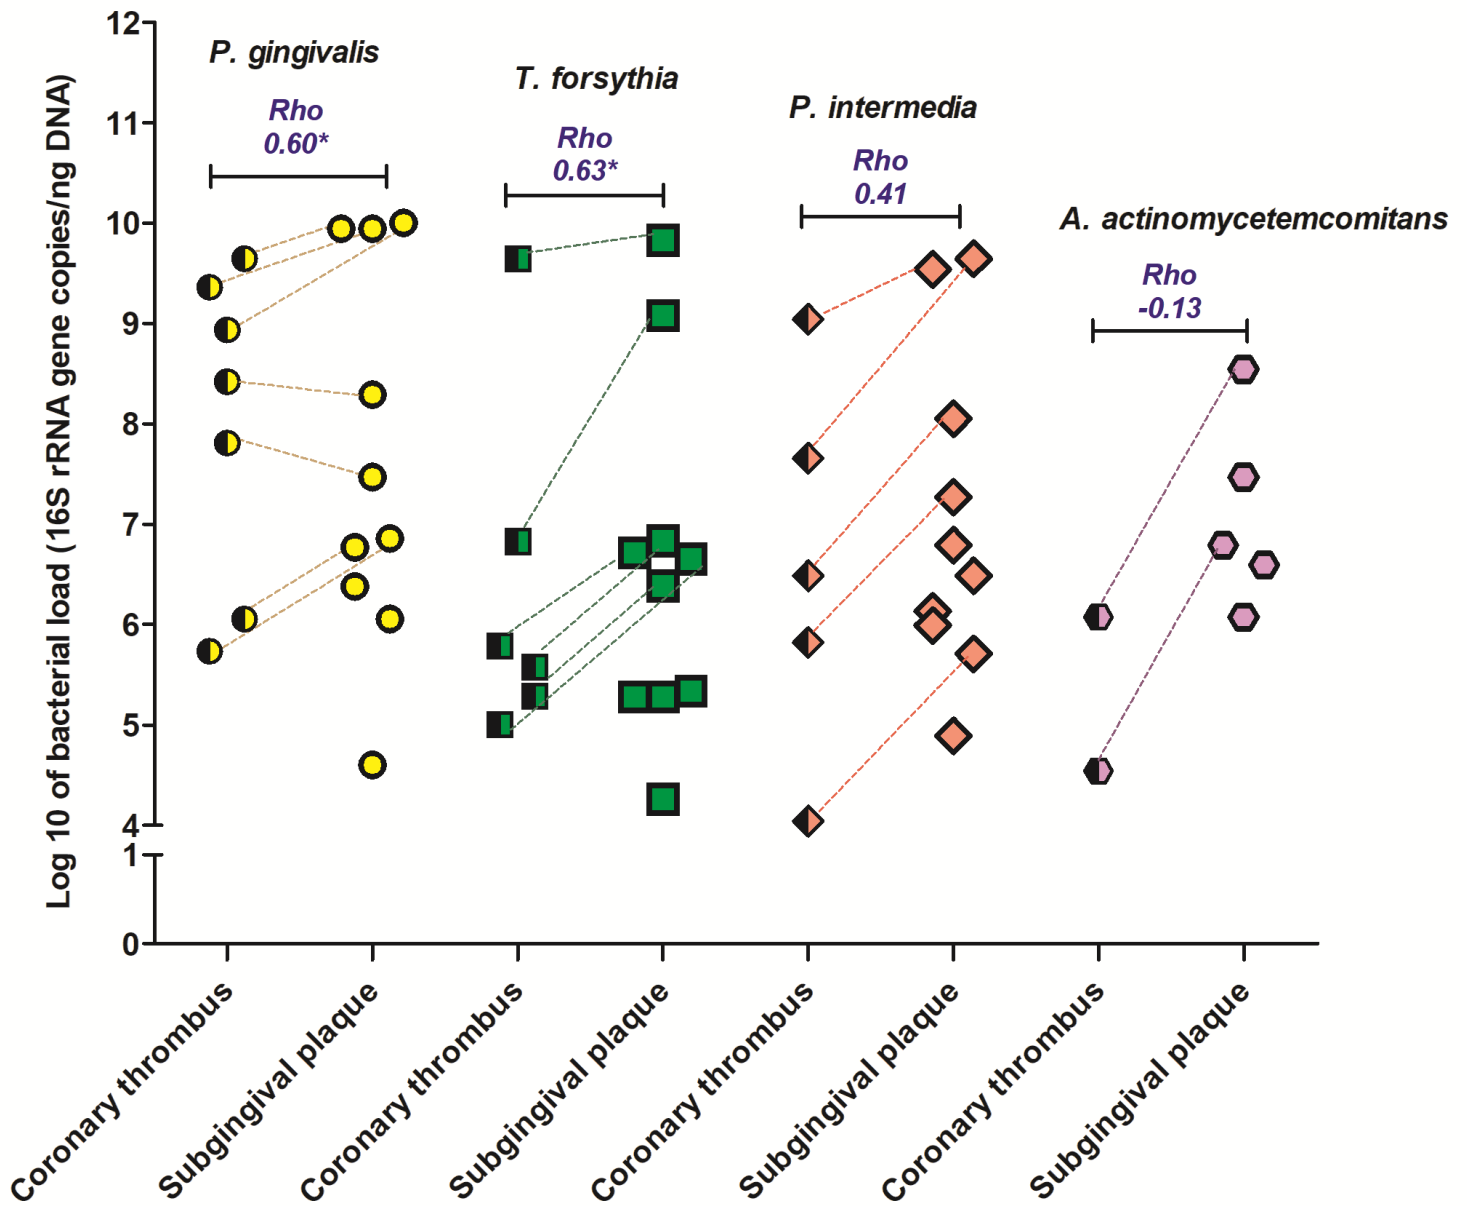 12
11
10
9
8
7
6
5
4
1
0
Log 10 of bacterial load (16S rRNA gene copies/ng DNA)
P. gingivalis
Rho
0.60*
T. forsythia
Rho
0.63*
P. intermedia
Rho
0.41
A. actinomycetemcomitans
Rho
-0.13
Coronary thrombus
Subgingival plaque
Coronary thrombus
Subgingival plaque
Coronary thrombus
Subgingival plaque
Coronary thrombus
Subgingival plaque